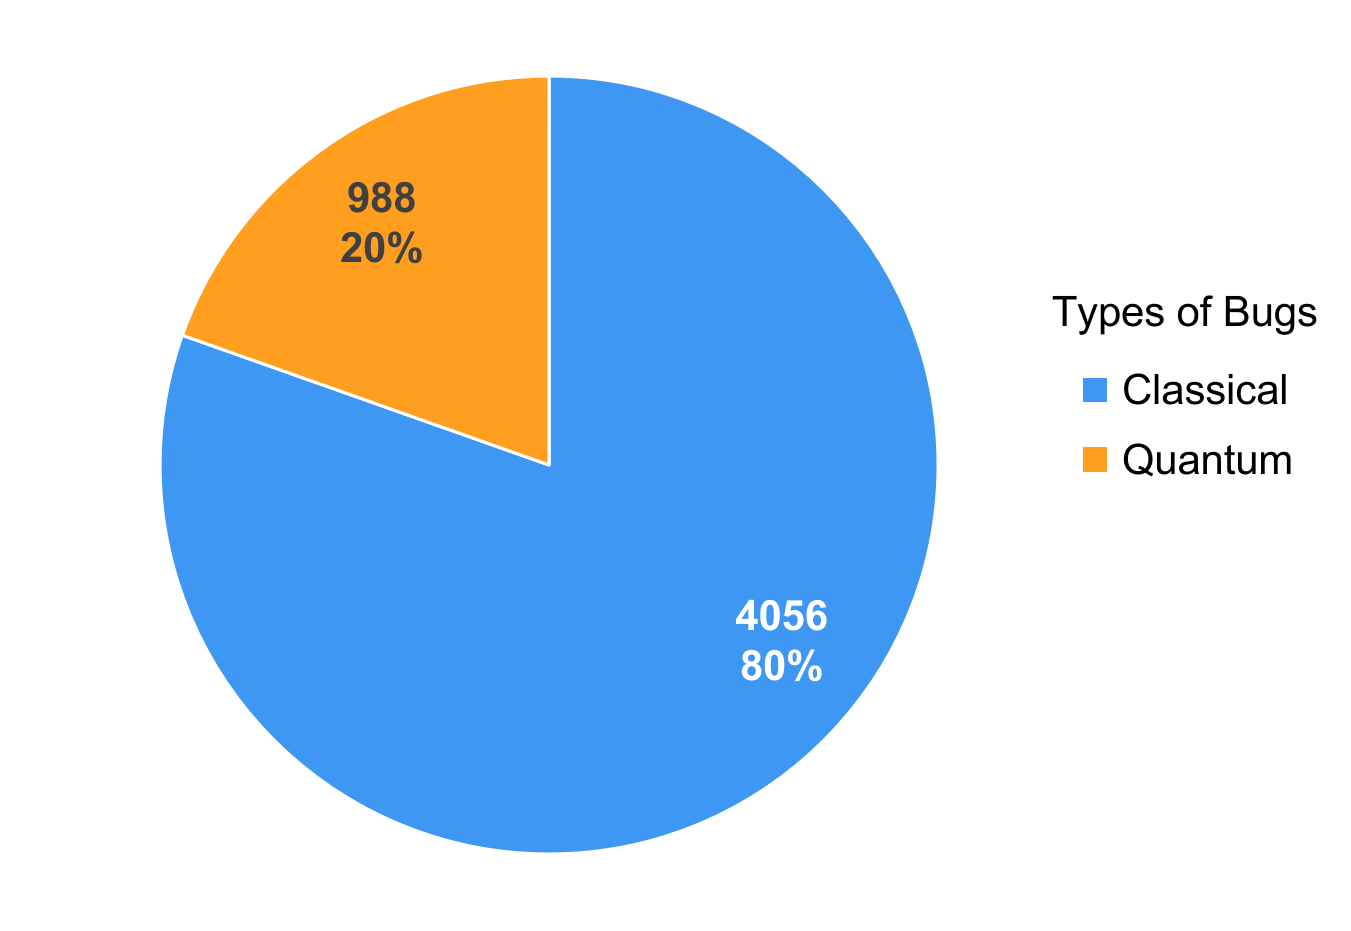 988
20%
4056
80%
Types of Bugs
Classical
Quantum